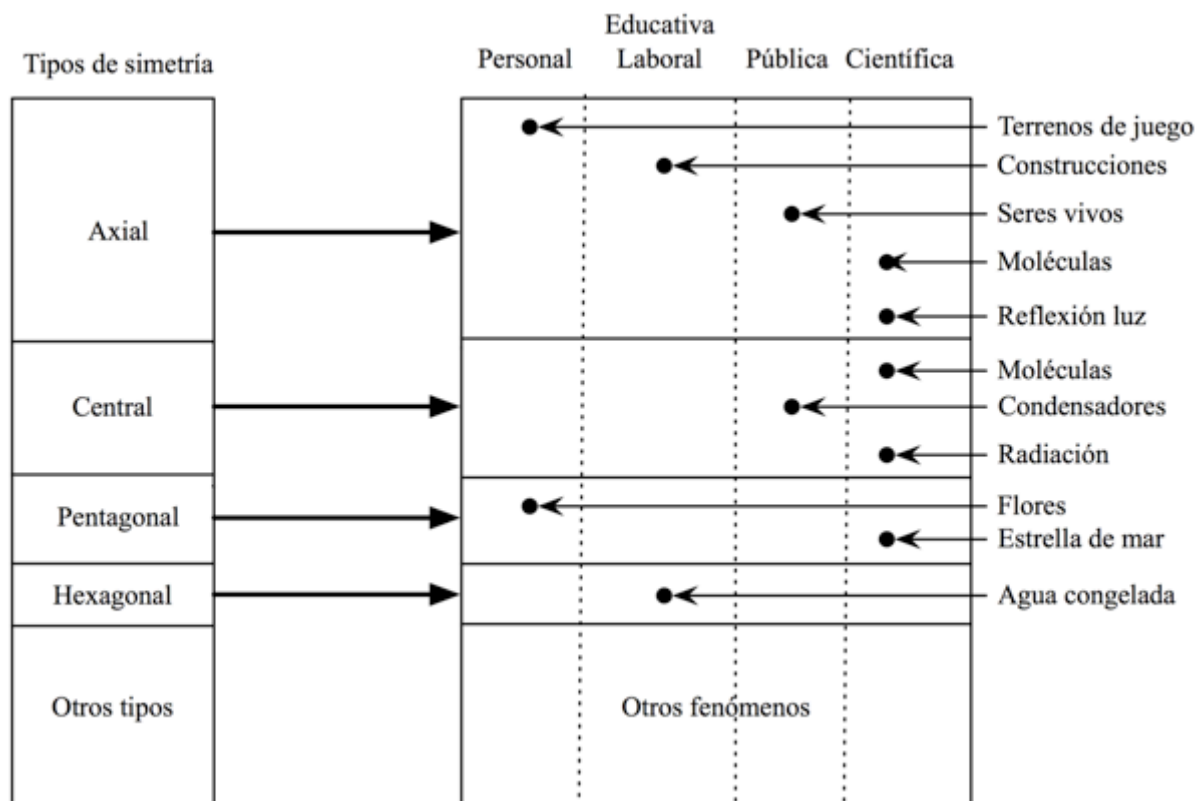 Tipos de simetría
Educativa
Personal Laboral Pública Científica
Axial
Terrenos de juego
Construcciones
Seres vivos
Moléculas
Reflexión luz
Central
Moléculas
Condensadores
Radiación
Pentagonal
Flores
Estrella de mar
Hexagonal
Agua congelada
Otros tipos
Otros fenómenos